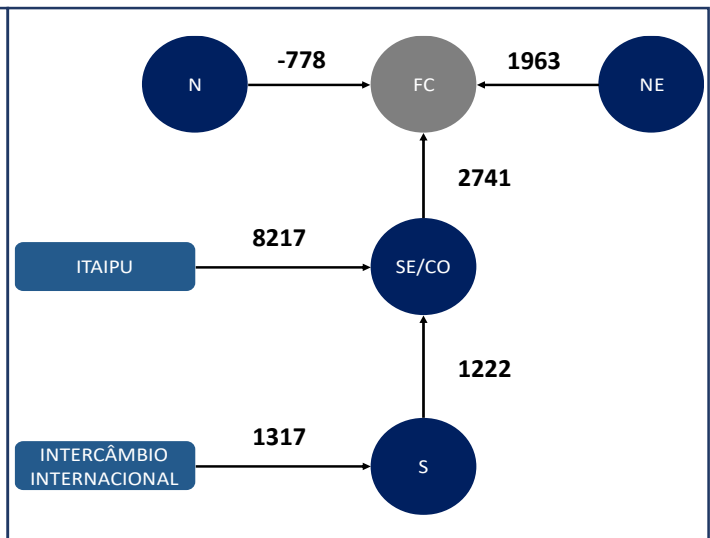 -778
1963
N
FC
NE
2741
8217
ITAIPU
SE/CO
1222
1317
INTERCÂMBIO
INTERNACIONAL
S